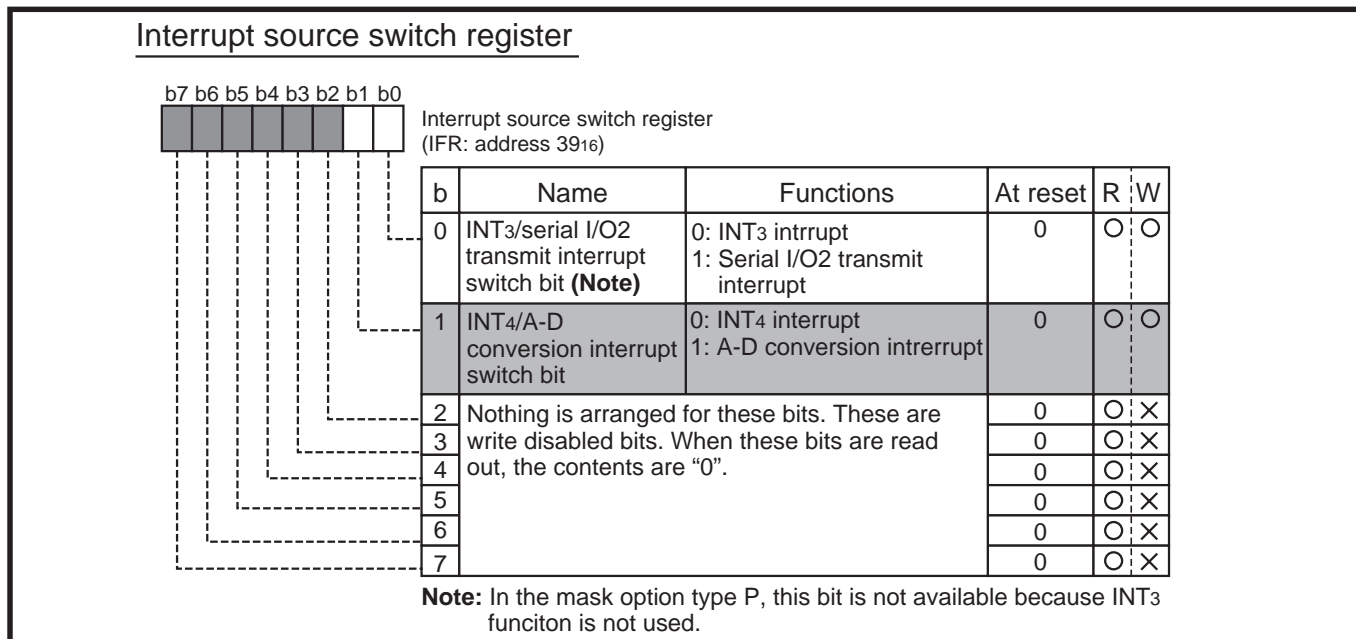 Interrupt source switch register
b7 b6 b5 b4 b3 b2 b1 b0
Interrupt source switch register
(IFR: address 3916)
b Name Functions At reset R W
0 INT3/serial I/O2 transmit interrupt switch bit (Note) 0: INT3 intrrupt 1: Serial I/O2 transmit interrupt 0 O O
1 INT4/A-D conversion interrupt switch bit 0: INT4 interrupt 1: A-D conversion intrerrupt 0 O O
2 Nothing is arranged for these bits. These are 0 O ×
3 write disabled bits. When these bits are read 0 O ×
4 out, the contents are “0”. 0 O ×
5 0 O ×
6 0 O ×
7 0 O ×
Note: In the mask option type P, this bit is not available because INT3
funciton is not used.